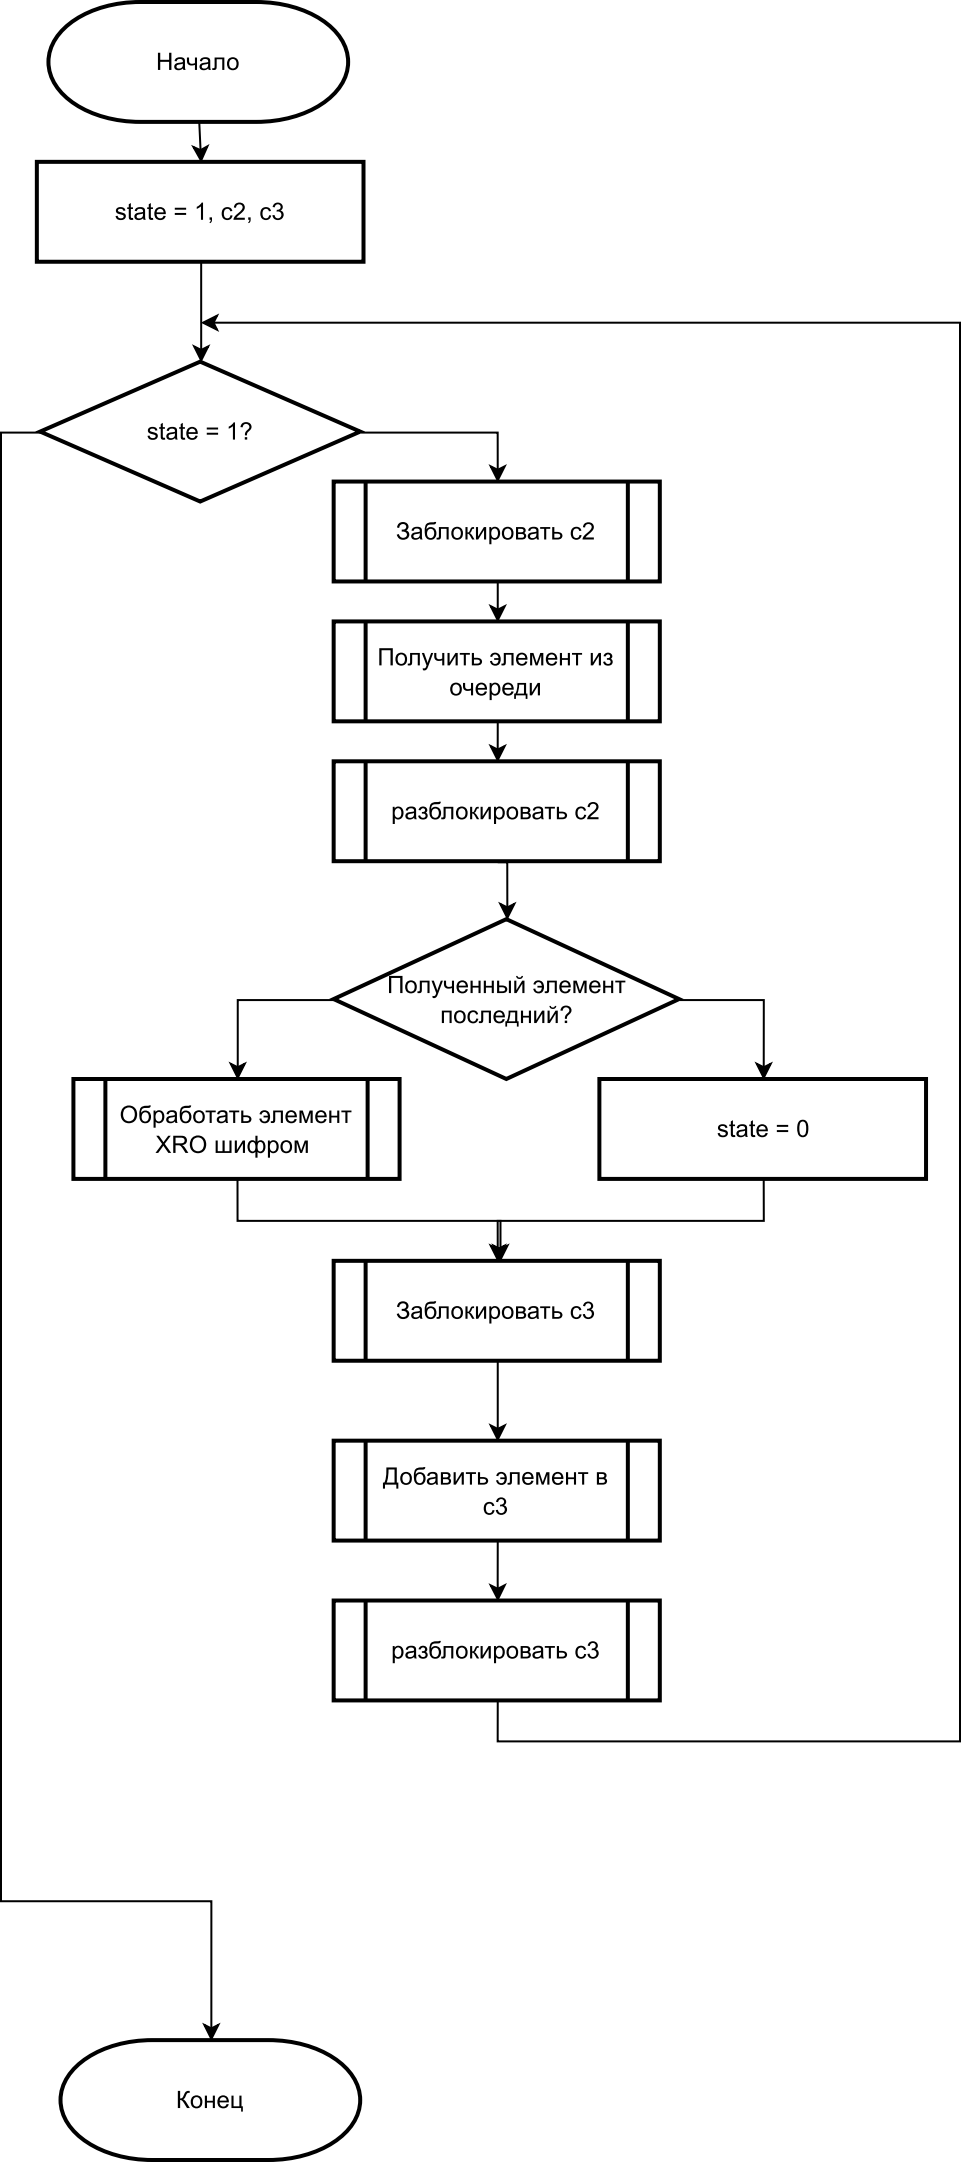 Начало
state = 1, c2, c3
state = 1?
Заблокировать c2
Получить элемент из
очереди
разблокировать c2
Полученный элемент
последний?
Обработать элемент
XRO шифром
state = 0
Заблокировать c3
Добавить элемент в
c3
разблокировать c3
Конец